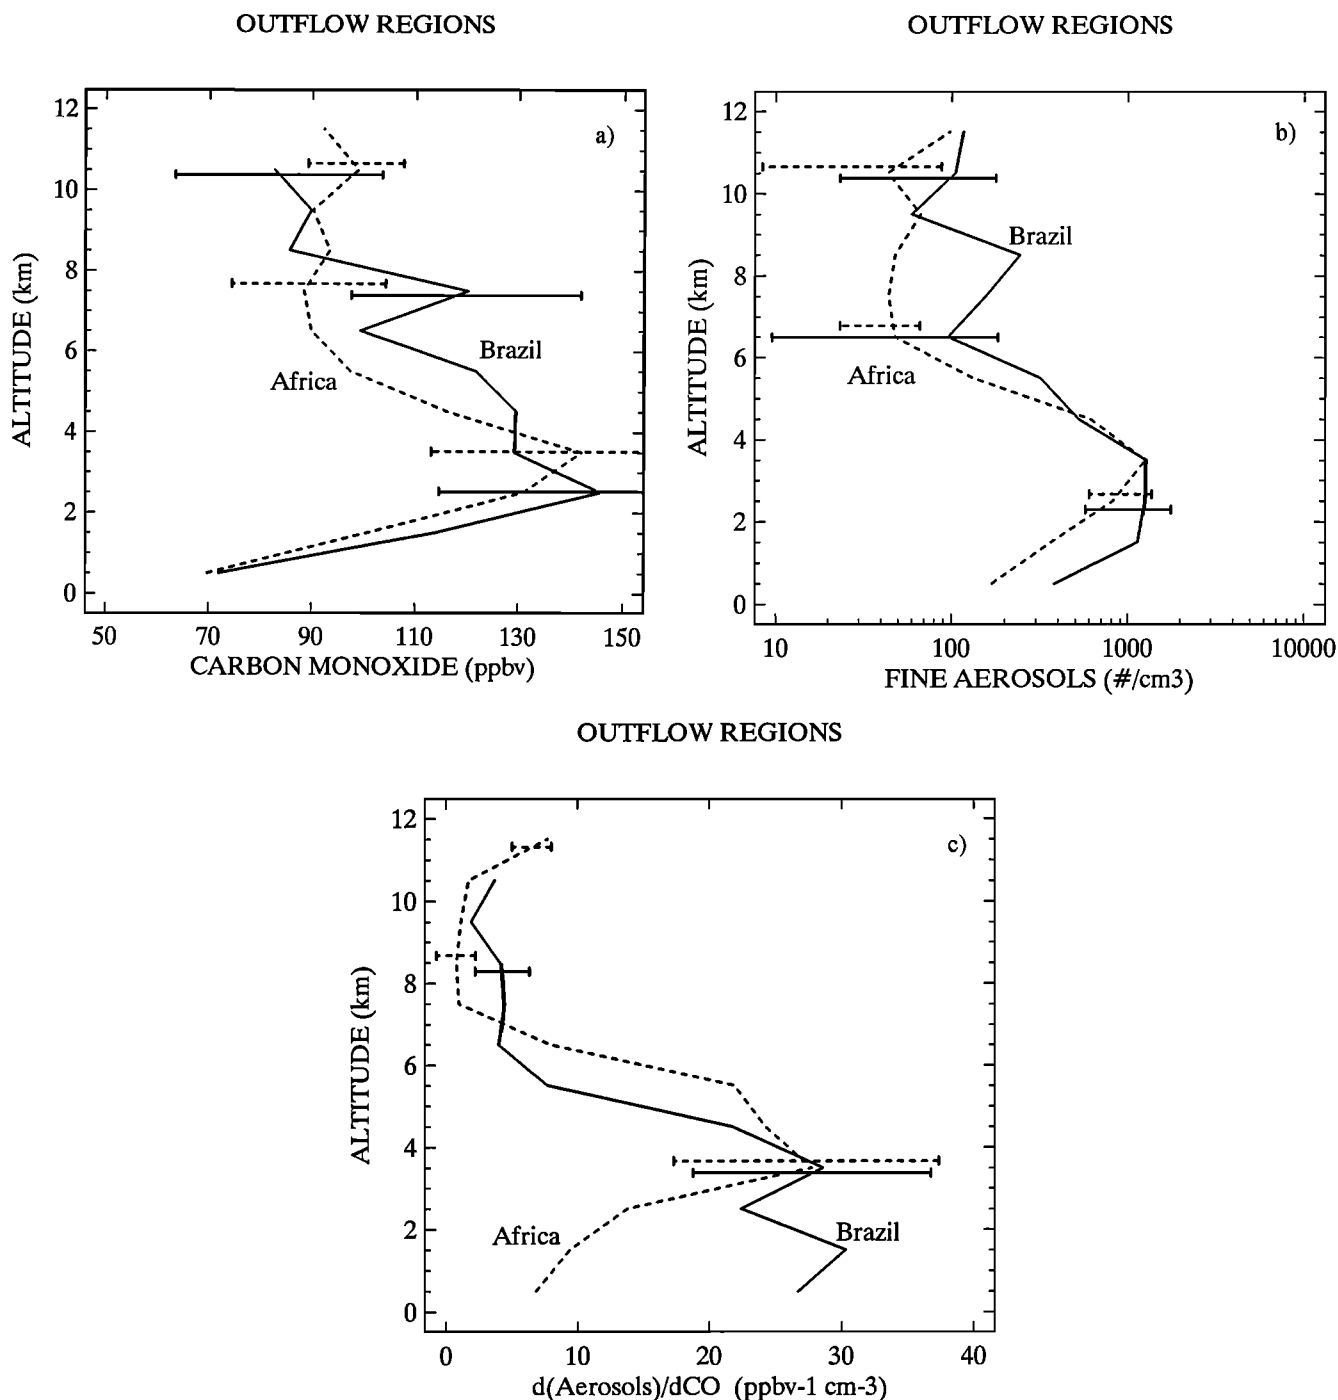 OUTFLOW REGIONS
a)
12
10
8
6
4
2
0
ALTITUDE (km)
Brazil
Africa
50 70 90 110 130 150
CARBON MONOXIDE (ppbv)
OUTFLOW REGIONS
b)
12
10
8
6
4
2
0
ALTITUDE (km)
Brazil
Africa
10 100 1000 10000
FINE AEROSOLS (#/cm3)
OUTFLOW REGIONS
c)
12
10
8
6
4
2
0
ALTITUDE (km)
Africa
Brazil
0 10 20 30 40
d(Aerosols)/dCO (ppbv-1 cm-3)